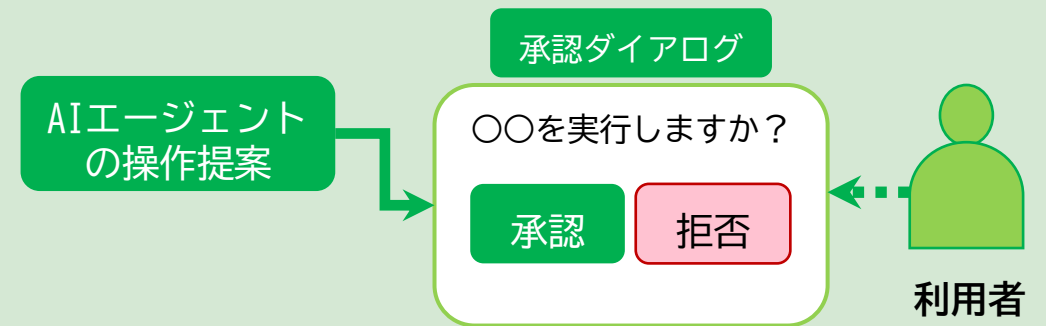 承認ダイアログ
AIエージェント
の操作提案
〇〇を実行しますか？
承認
拒否
利用者